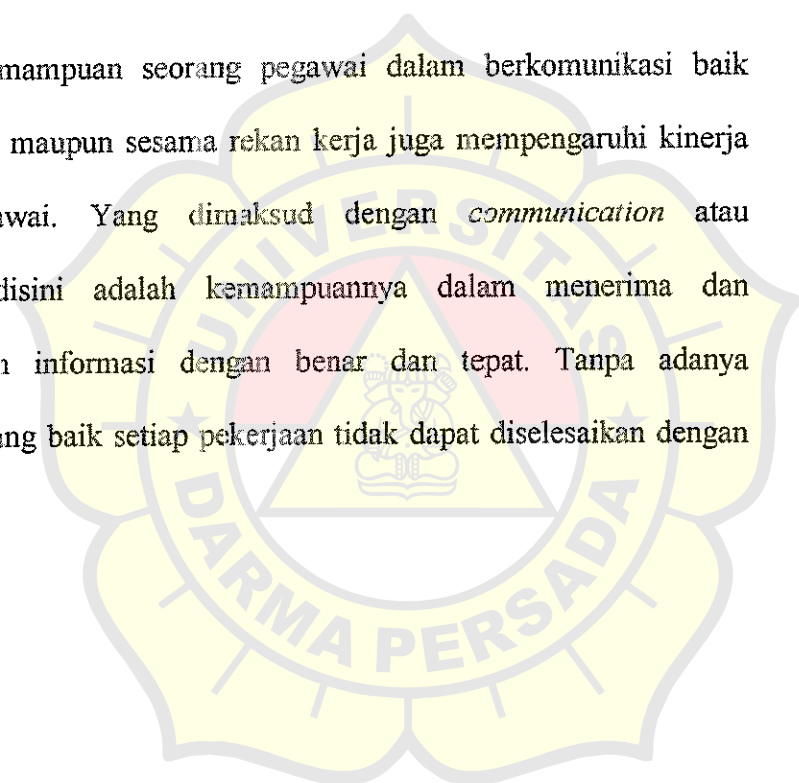 mampuan seorang pegawai dalam berkomunikasi baik
maupun sesama rekan kerja juga mempengaruhi kinerja
awai. Yang dimaksud dengan communication atau
disini adalah kemampuannya dalam menerima dan
informasi dengan benar dan tepat. Tanpa adanya
ang baik setiap pekerjaan tidak dapat diselesaikan dengan
UNIVERSITAS
DARMA PERSADA